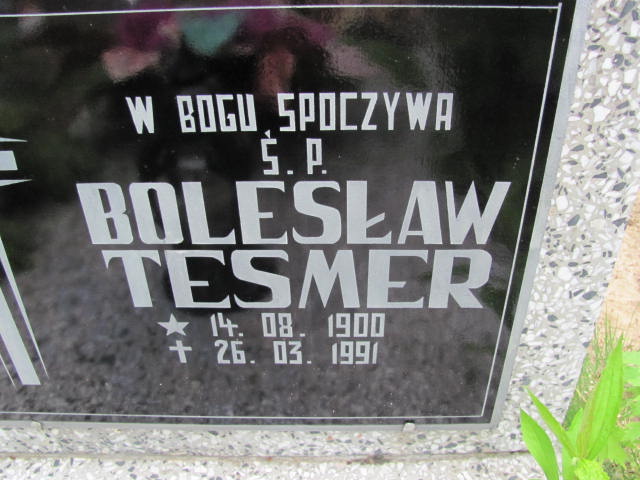 W BOGU SPOCZYWA
Ś. P.
BOLESŁAW
TESMER
★ 14. 08. 1900
✝ 26. 03. 1991